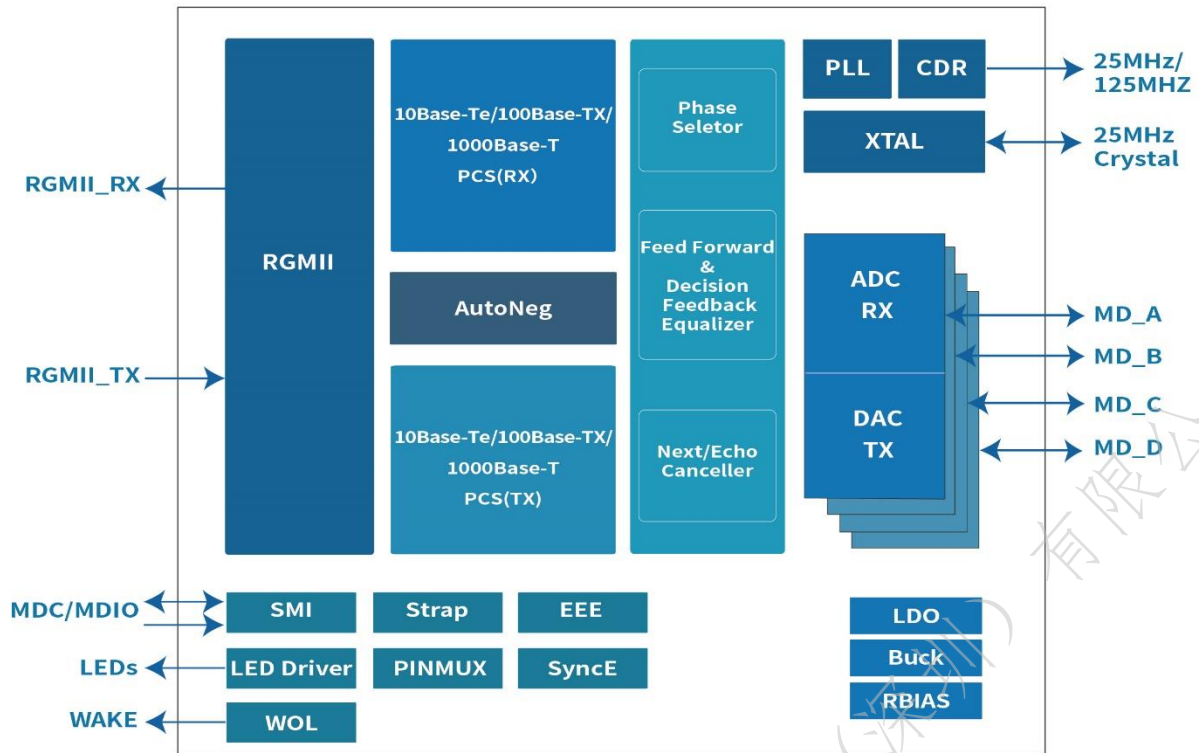 PLL
CDR
25MHz/
125MHZ
XTAL
25MHz
Crystal
10Base-Te/100Base-TX/
1000Base-T
PCS(RX)
Phase
Seletor
RGMII_RX
RGMII
AutoNeg
Feed Forward
&
Decision
Feedback
Equalizer
ADC
RX
MD_A
MD_B
MD_C
MD_D
RGMII_TX
10Base-Te/100Base-TX/
1000Base-T
PCS(TX)
Next/Echo
Canceller
DAC
TX
MDC/MDIO
SMI
Strap
EEE
LDO
LEDs
LED Driver
PINMUX
SyncE
Buck
WAKE
WOL
RBIAS
（深圳）有限公